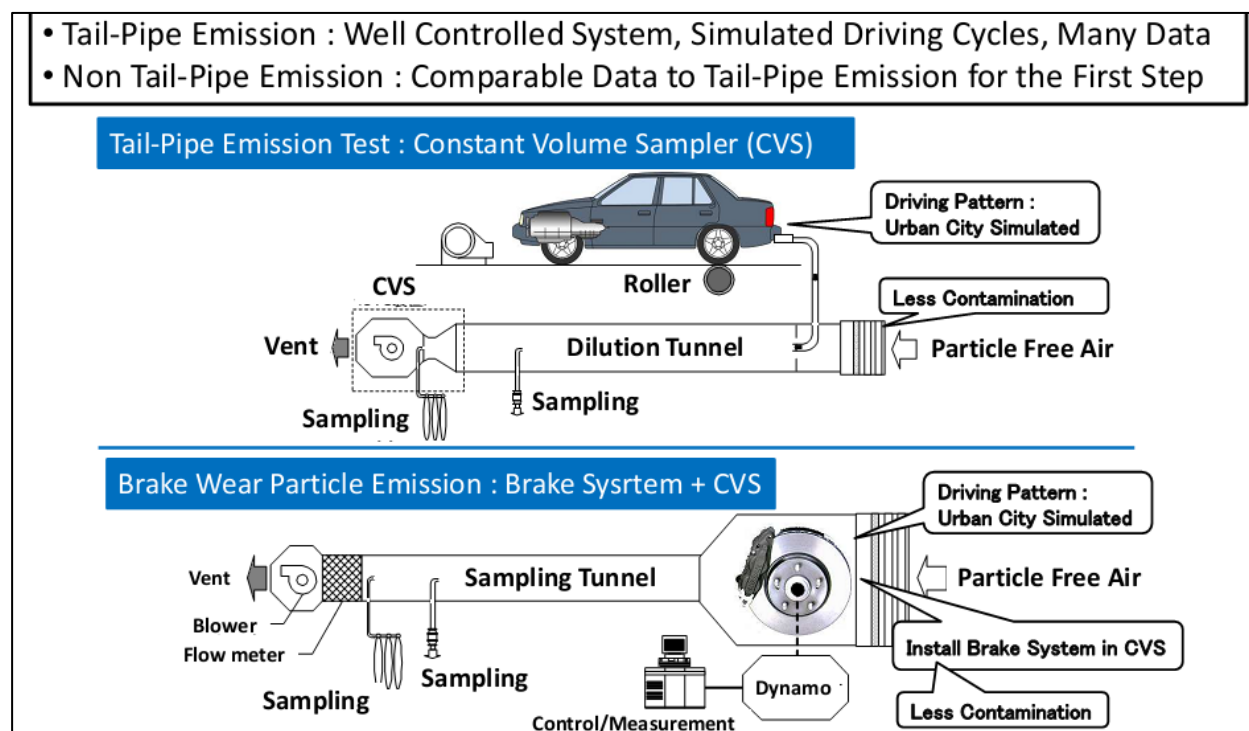 • Tail-Pipe Emission : Well Controlled System, Simulated Driving Cycles, Many Data
• Non Tail-Pipe Emission : Comparable Data to Tail-Pipe Emission for the First Step
Tail-Pipe Emission Test : Constant Volume Sampler (CVS)
Driving Pattern :
Urban City Simulated
CVS
Roller
Less Contamination
Vent
Dilution Tunnel
Particle Free Air
Sampling
Sampling
Brake Wear Particle Emission : Brake Sysrtem + CVS
Driving Pattern :
Urban City Simulated
Vent
Sampling Tunnel
Particle Free Air
Blower
Flow meter
Install Brake System in CVS
Sampling
Sampling
Dynamo
Less Contamination
Control/Measurement